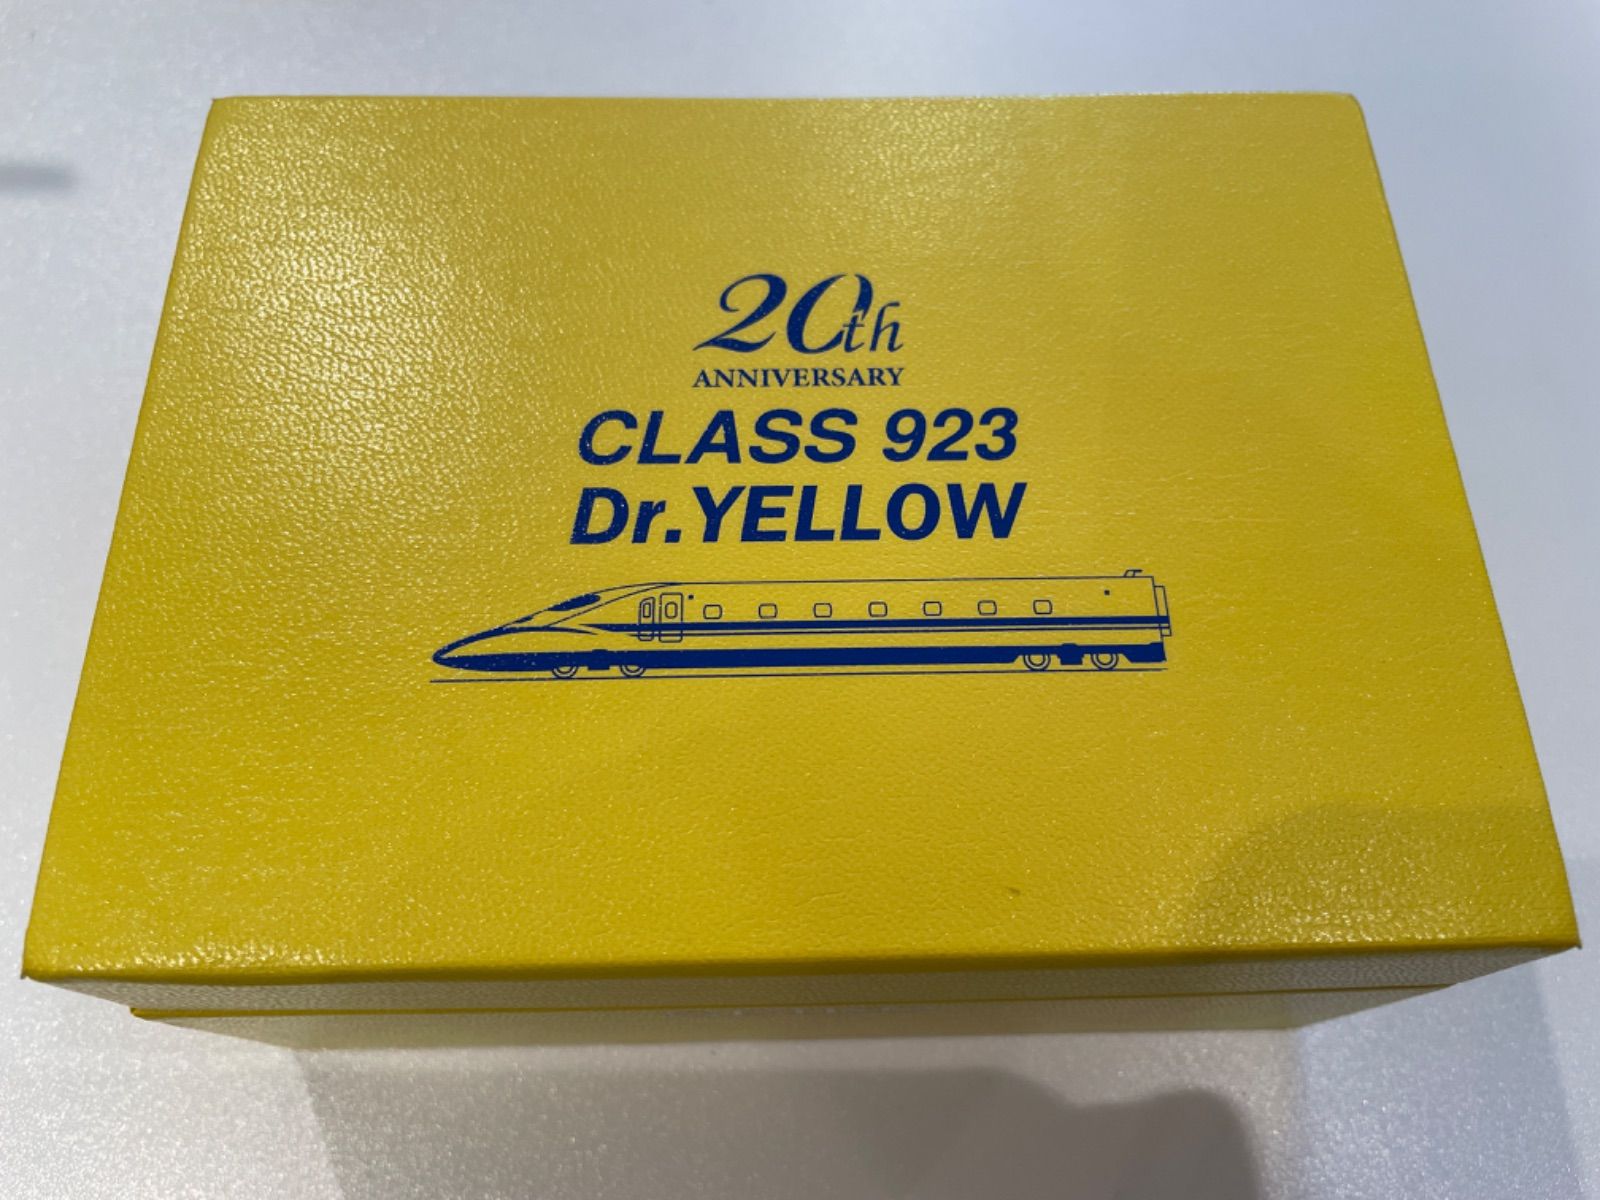 20th
ANNIVERSARY
CLASS 923
Dr.YELLOW